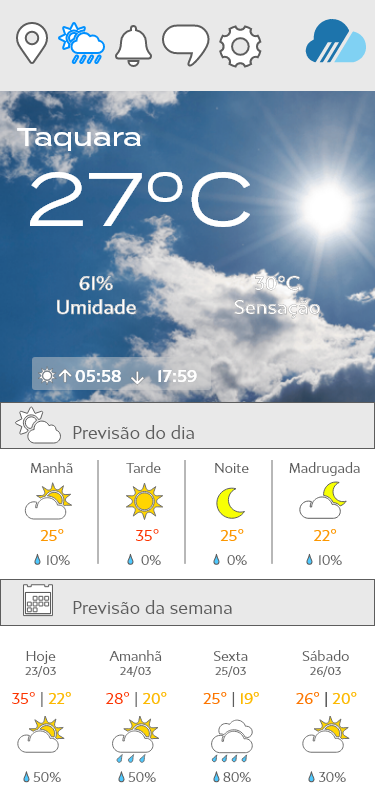 Taquara
27°C
61% 30°C
Umidade Sensação
05:58 17:59
Previsão do dia
Manhã Tarde Noite Madrugada
25° 35° 25° 22°
10% 0% 0% 10%
Previsão da semana
Hoje Amanhã Sexta Sábado
23/03 24/03 25/03 26/03
35° | 22° 28° | 20° 25° | 19° 26° | 20°
50% 50% 80% 30%